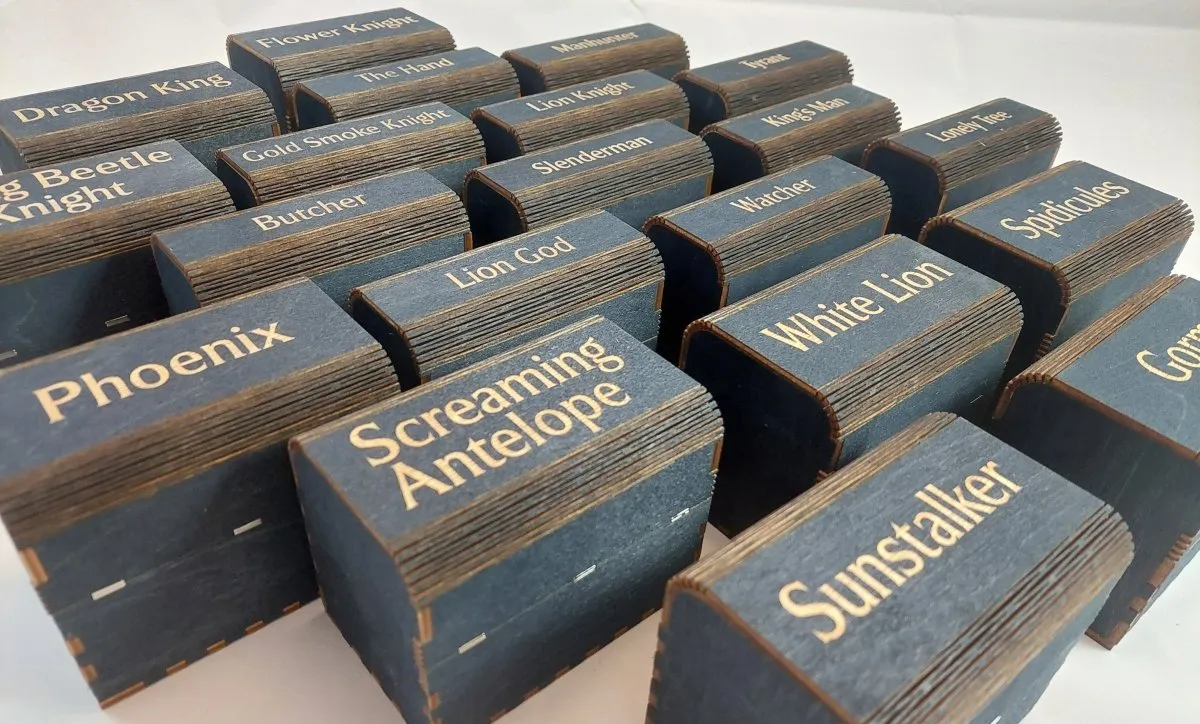 Flower Knight
Manhunter
Tyrant
Dragon King
The Hand
Lion Knight
King's Man
Lonely Tree
Gold Smoke Knight
Slenderman
Watcher
Spidicules
g Beetle
Knight
Butcher
Lion God
White Lion
Gorm
Phoenix
Screaming
Antelope
Sunstalker